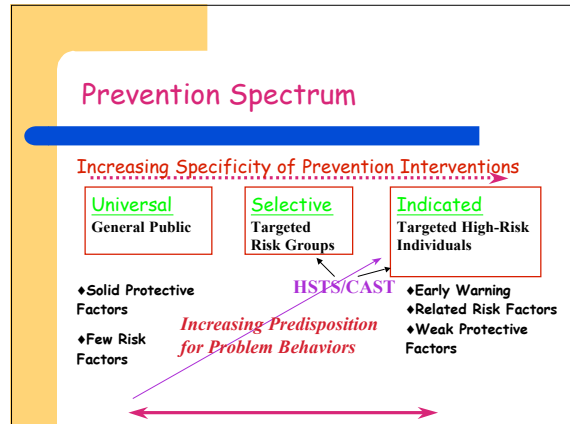 Prevention Spectrum
Increasing Specificity of Prevention Interventions
Universal
General Public
Selective
Targeted
Risk Groups
Indicated
Targeted High-Risk
Individuals
HSTS/CAST
♦Solid Protective
Factors
♦Few Risk
Factors
Increasing Predisposition
for Problem Behaviors
♦Early Warning
♦Related Risk Factors
♦Weak Protective
Factors